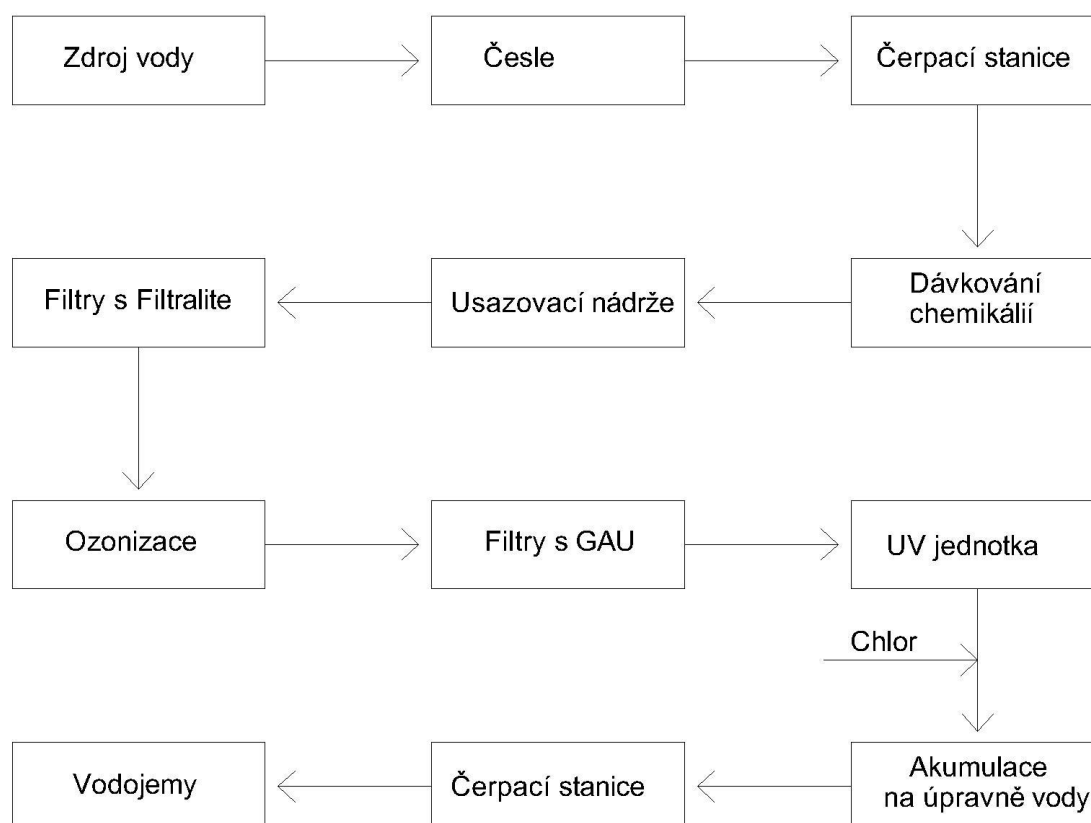 Zdroj vody
Česle
Čerpací stanice
Filtry s Filtralite
Usazovací nádrže
Dávkování
chemikálií
Ozonizace
Filtry s GAU
UV jednotka
Chlor
Vodojemy
Čerpací stanice
Akumulace
na úpravně vody